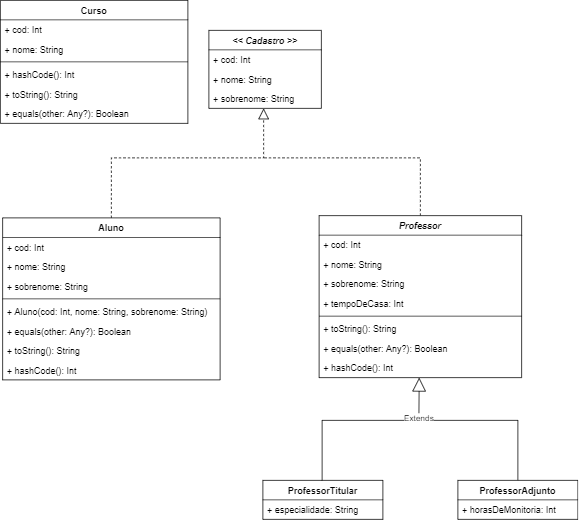 Curso
+ cod: Int
+ nome: String
+ hashCode(): Int
+ toString(): String
+ equals(other: Any?): Boolean
<< Cadastro >>
+ cod: Int
+ nome: String
+ sobrenome: String
Aluno
+ cod: Int
+ nome: String
+ sobrenome: String
+ Aluno(cod: Int, nome: String, sobrenome: String)
+ equals(other: Any?): Boolean
+ toString(): String
+ hashCode(): Int
Professor
+ cod: Int
+ nome: String
+ sobrenome: String
+ tempoDeCasa: Int
+ toString(): String
+ equals(other: Any?): Boolean
+ hashCode(): Int
Extends
ProfessorTitular
+ especialidade: String
ProfessorAdjunto
+ horasDeMonitoria: Int